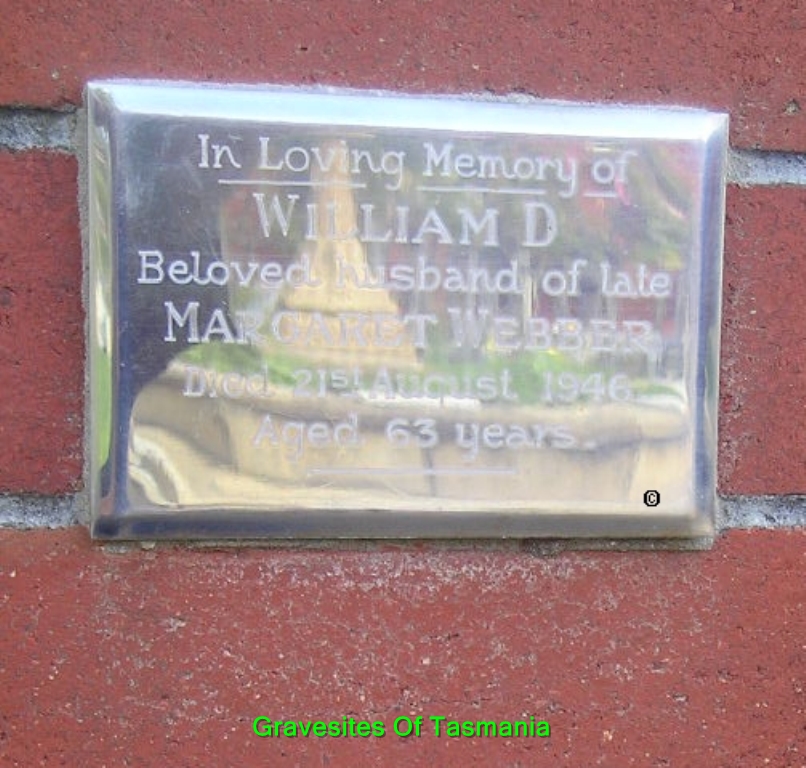 In Loving Memory of
WILLIAM D
Beloved husband of late
MARGARET WEBBER
Died 21st August 1946
Aged 63 years.
©
Gravesites Of Tasmania